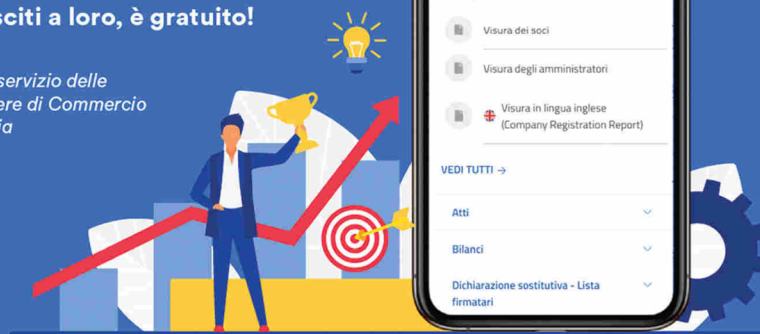 sciti a loro, è gratuito!
servizio delle
ere di Commercio
ia
Visura dei soci
Visura degli amministratori
Visura in lingua inglese
(Company Registration Report)
VEDI TUTTI →
Atti
Bilanci
Dichiarazione sostitutiva - Lista
firmatari